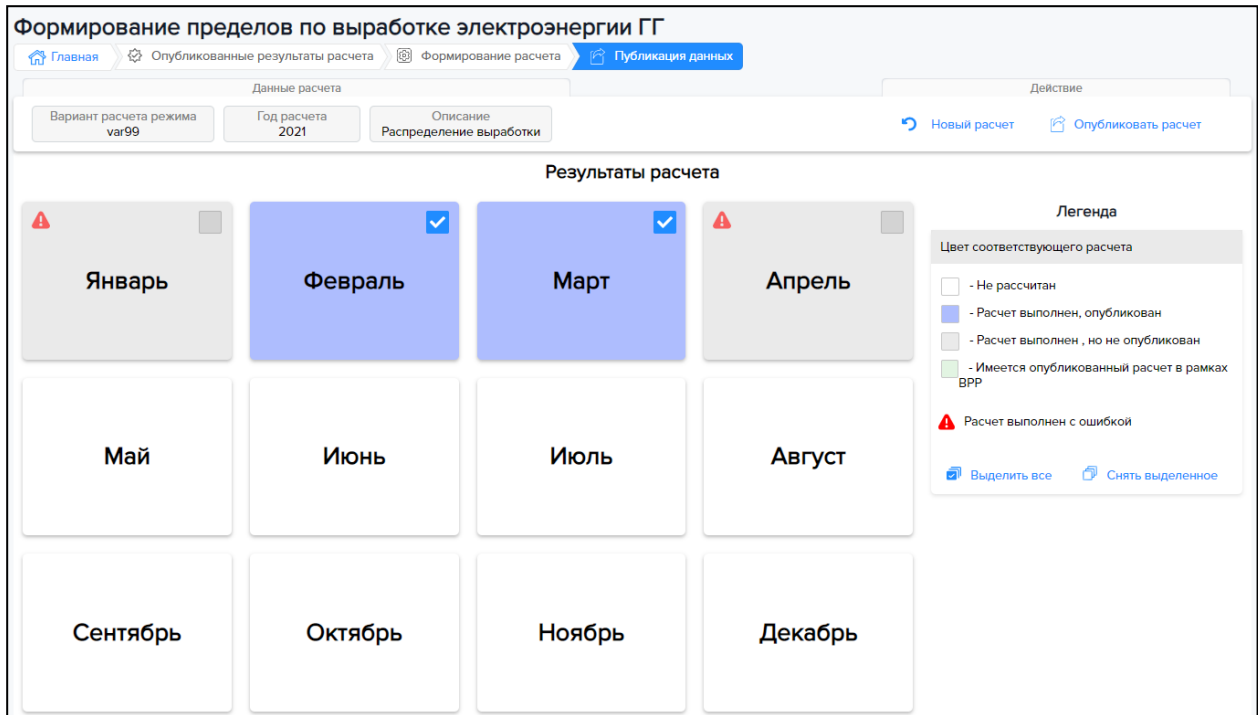 Формирование пределов по выработке электроэнергии ГГ
Главная Опубликованные результаты расчета Формирование расчета Публикация данных
Данные расчета Действие
Вариант расчета режима Год расчета Описание
var99 2021 Распределение выработки
Новый расчет Опубликовать расчет
Результаты расчета
Январь Февраль Март Апрель
Май Июнь Июль Август
Сентябрь Октябрь Ноябрь Декабрь
Легенда
Цвет соответствующего расчета
- Не рассчитан
- Расчет выполнен, опубликован
- Расчет выполнен , но не опубликован
- Имеется опубликованный расчет в рамках
ВРР
Расчет выполнен с ошибкой
Выделить все Снять выделенное